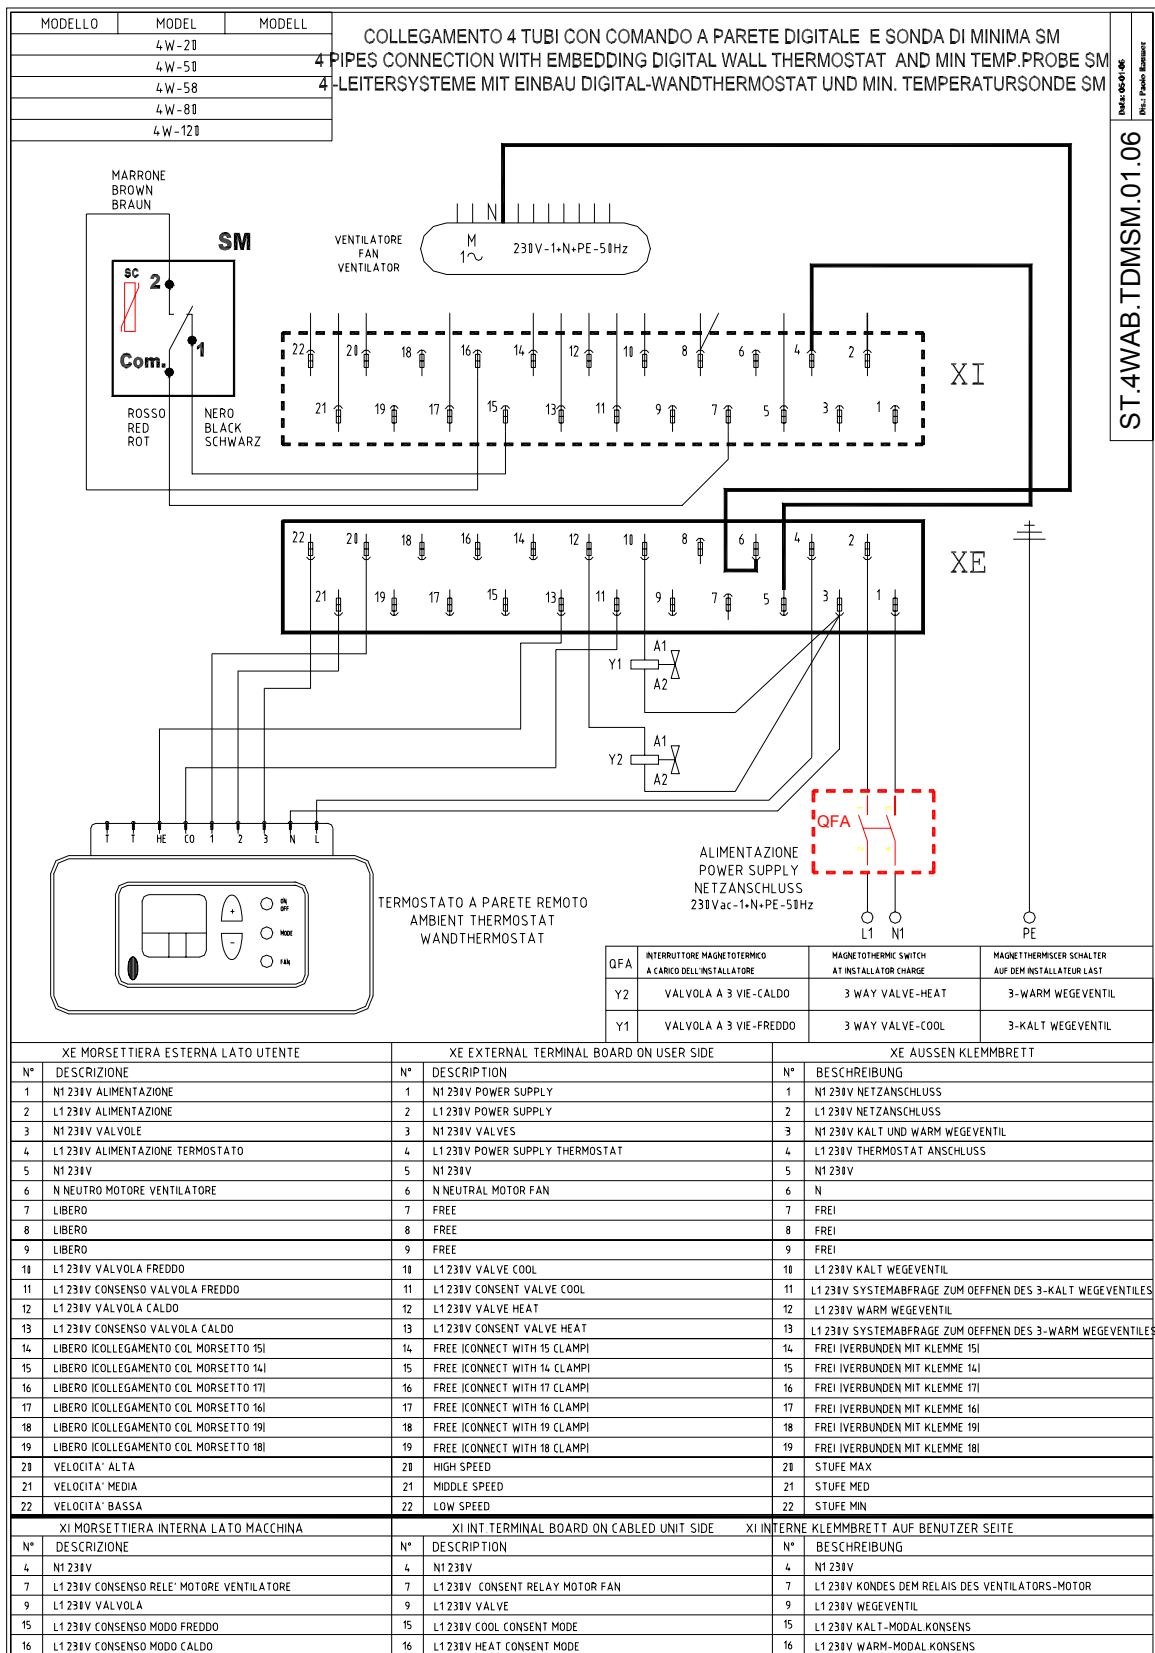 MODELLO MODEL MODELL
4W-20
4W-50
4W-58
4W-80
4W-120
COLLEGAMENTO 4 TUBI CON COMANDO A PARETE DIGITALE E SONDA DI MINIMA SM
4 PIPES CONNECTION WITH EMBEDDING DIGITAL WALL THERMOSTAT AND MIN TEMP.PROBE SM
4 -LEITERSYSTEME MIT EINBAU DIGITAL-WANDTHERMOSTAT UND MIN. TEMPERATURSONDE SM
Data: 05-01-06
Dis.: Paolo Baumer
ST.4WAB.TDMSM.01.06
MARRONE
BROWN
BRAUN
SM
SC
2
1
Com.
ROSSO
RED
ROT
NERO
BLACK
SCHWARZ
VENTILATORE
FAN
VENTILATOR
N
M
1~
230V-1+N+PE-50Hz
22 20 18 16 14 12 10 8 6 4 2
21 19 17 15 13 11 9 7 5 3 1
XI
22 20 18 16 14 12 10 8 6 4 2
21 19 17 15 13 11 9 7 5 3 1
XE
Y1 A1
A2
Y2 A1
A2
QFA
1 3
2 4
T T HE CO 1 2 3 N L
ON
OFF
MODE
FAN
+
-
TERMOSTATO A PARETE REMOTO
AMBIENT THERMOSTAT
WANDTHERMOSTAT
ALIMENTAZIONE
POWER SUPPLY
NETZANSCHLUSS
230Vac-1+N+PE-50Hz
L1 N1 PE
QFA INTERRUTTORE MAGNETOTERMICO A CARICO DELL'INSTALLATORE MAGNETOTHERMIC SWITCH AT INSTALLATOR CHARGE MAGNETTHERMISCER SCHALTER AUF DEM INSTALLATEUR LAST
Y2 VALVOLA A 3 VIE-CALDO 3 WAY VALVE-HEAT 3-WARM WEGEVENTIL
Y1 VALVOLA A 3 VIE-FREDDO 3 WAY VALVE-COOL 3-KALT WEGEVENTIL
XE MORSETTIERA ESTERNA LATO UTENTE XE EXTERNAL TERMINAL BOARD ON USER SIDE XE AUSSEN KLEMMBRETT
N° DESCRIZIONE N° DESCRIPTION N° BESCHREIBUNG
1 N1 230V ALIMENTAZIONE 1 N1 230V POWER SUPPLY 1 N1 230V NETZANSCHLUSS
2 L1 230V ALIMENTAZIONE 2 L1 230V POWER SUPPLY 2 L1 230V NETZANSCHLUSS
3 N1 230V VALVOLE 3 N1 230V VALVES 3 N1 230V KALT UND WARM WEGEVENTIL
4 L1 230V ALIMENTAZIONE TERMOSTATO 4 L1 230V POWER SUPPLY THERMOSTAT 4 L1 230V THERMOSTAT ANSCHLUSS
5 N1 230V 5 N1 230V 5 N1 230V
6 N NEUTRO MOTORE VENTILATORE 6 N NEUTRAL MOTOR FAN 6 N
7 LIBERO 7 FREE 7 FREI
8 LIBERO 8 FREE 8 FREI
9 LIBERO 9 FREE 9 FREI
10 L1 230V VALVOLA FREDDO 10 L1 230V VALVE COOL 10 L1 230V KALT WEGEVENTIL
11 L1 230V CONSENSO VALVOLA FREDDO 11 L1 230V CONSENT VALVE COOL 11 L1 230V SYSTEMABFRAGE ZUM OEFFNEN DES 3-KALT WEGEVENTILES
12 L1 230V VALVOLA CALDO 12 L1 230V VALVE HEAT 12 L1 230V WARM WEGEVENTIL
13 L1 230V CONSENSO VALVOLA CALDO 13 L1 230V CONSENT VALVE HEAT 13 L1 230V SYSTEMABFRAGE ZUM OEFFNEN DES 3-WARM WEGEVENTILES
14 LIBERO (COLLEGAMENTO COL MORSETTO 15) 14 FREE (CONNECT WITH 15 CLAMP) 14 FREI (VERBUNDEN MIT KLEMME 15)
15 LIBERO (COLLEGAMENTO COL MORSETTO 14) 15 FREE (CONNECT WITH 14 CLAMP) 15 FREI (VERBUNDEN MIT KLEMME 14)
16 LIBERO (COLLEGAMENTO COL MORSETTO 17) 16 FREE (CONNECT WITH 17 CLAMP) 16 FREI (VERBUNDEN MIT KLEMME 17)
17 LIBERO (COLLEGAMENTO COL MORSETTO 16) 17 FREE (CONNECT WITH 16 CLAMP) 17 FREI (VERBUNDEN MIT KLEMME 16)
18 LIBERO (COLLEGAMENTO COL MORSETTO 19) 18 FREE (CONNECT WITH 19 CLAMP) 18 FREI (VERBUNDEN MIT KLEMME 19)
19 LIBERO (COLLEGAMENTO COL MORSETTO 18) 19 FREE (CONNECT WITH 18 CLAMP) 19 FREI (VERBUNDEN MIT KLEMME 18)
20 VELOCITA' ALTA 20 HIGH SPEED 20 STUFE MAX
21 VELOCITA' MEDIA 21 MIDDLE SPEED 21 STUFE MED
22 VELOCITA' BASSA 22 LOW SPEED 22 STUFE MIN
XI MORSETTIERA INTERNA LATO MACCHINA XI INT.TERMINAL BOARD ON CABLED UNIT SIDE XI INTERNE KLEMMBRETT AUF BENUTZER SEITE
N° DESCRIZIONE N° DESCRIPTION N° BESCHREIBUNG
4 N1 230V 4 N1 230V 4 N1 230V
7 L1 230V CONSENSO RELE' MOTORE VENTILATORE 7 L1 230V CONSENT RELAY MOTOR FAN 7 L1 230V KONDES DEM RELAIS DES VENTILATORS-MOTOR
9 L1 230V VALVOLA 9 L1 230V VALVE 9 L1 230V WEGEVENTIL
15 L1 230V CONSENSO MODO FREDDO 15 L1 230V COOL CONSENT MODE 15 L1 230V KALT-MODAL.KONSENS
16 L1 230V CONSENSO MODO CALDO 16 L1 230V HEAT CONSENT MODE 16 L1 230V WARM-MODAL.KONSENS